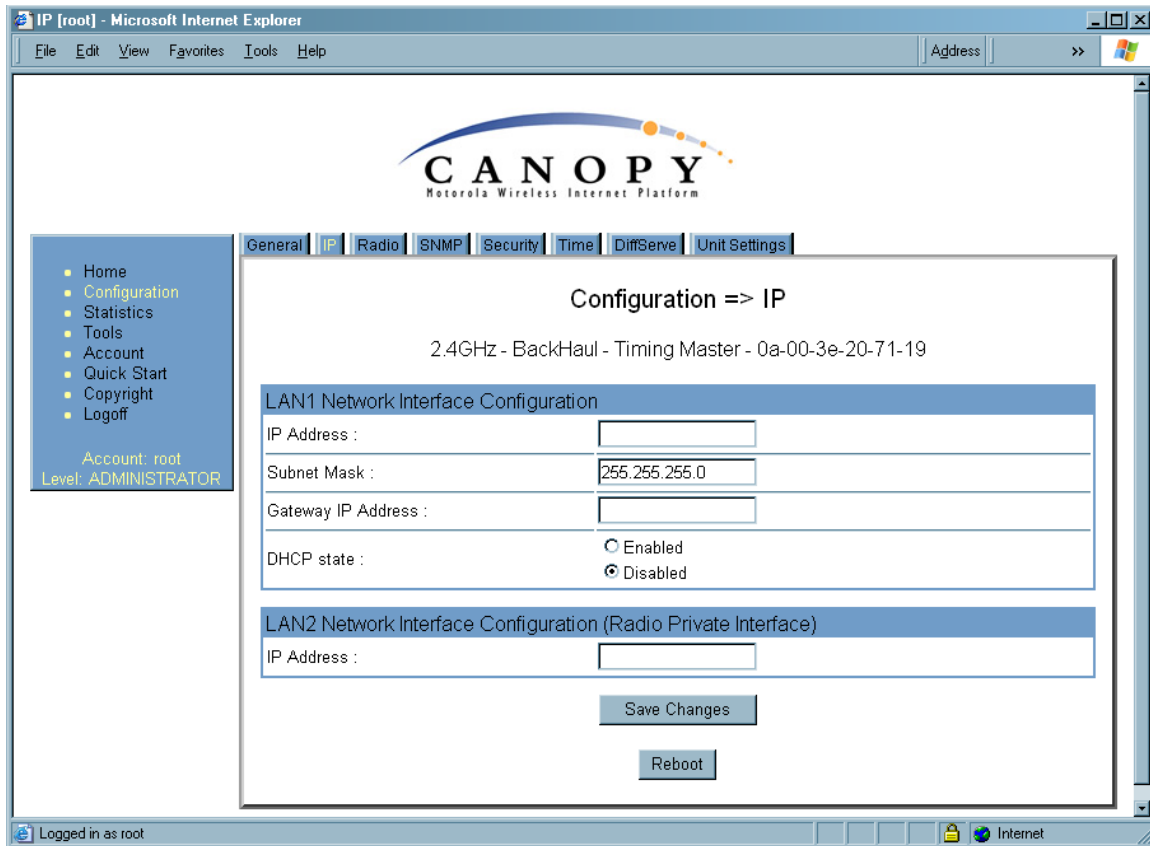 IP [root] - Microsoft Internet Explorer
File Edit View Favorites Tools Help Address »
CANOPY
Motorola Wireless Internet Platform
General IP Radio SNMP Security Time DiffServe Unit Settings
Home
Configuration
Statistics
Tools
Account
Quick Start
Copyright
Logoff
Account: root
Level: ADMINISTRATOR
Configuration => IP
2.4GHz - BackHaul - Timing Master - 0a-00-3e-20-71-19
LAN1 Network Interface Configuration
IP Address :
Subnet Mask : 255.255.255.0
Gateway IP Address :
DHCP state : Enabled
Disabled
LAN2 Network Interface Configuration (Radio Private Interface)
IP Address :
Save Changes
Reboot
Logged in as root Internet